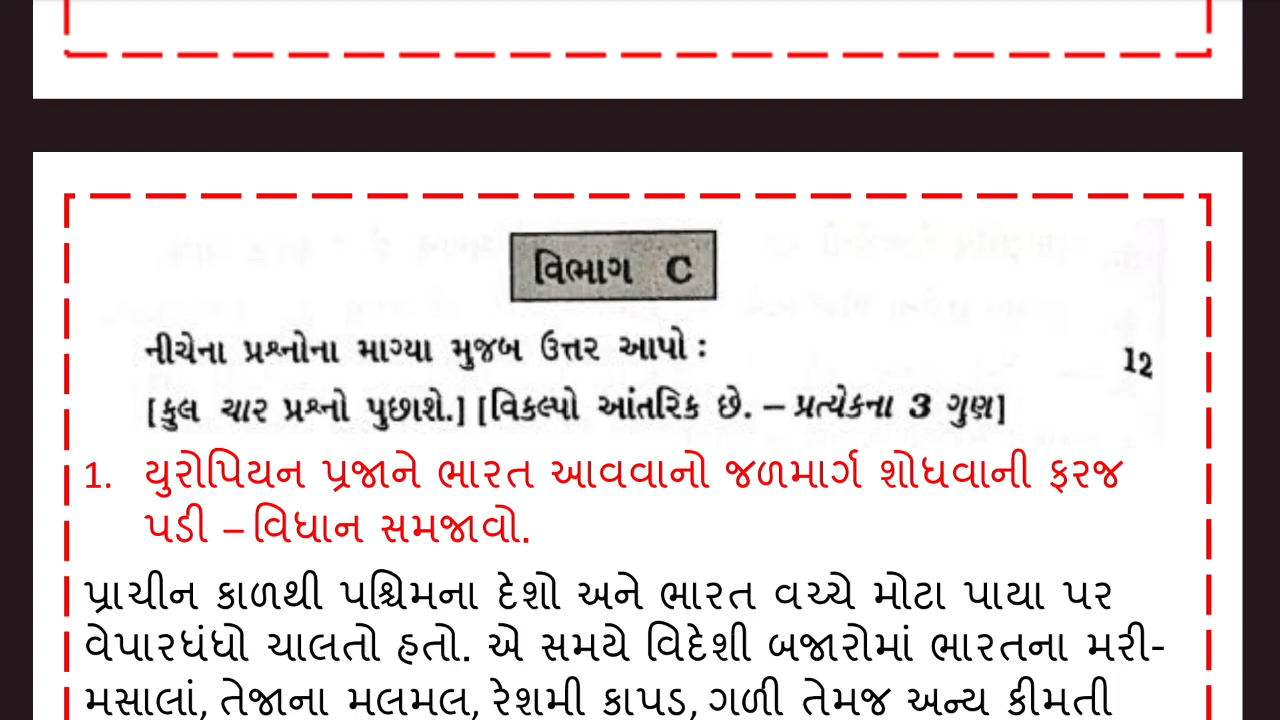 વિભાગ C
નીચેના પ્રશ્નોના માગ્યા મુજબ ઉત્તર આપો :
12
[કુલ ચાર પ્રશ્નો પુછાશે.] [વિકલ્પો આંતરિક છે. – પ્રત્યેકના 3 ગુણ]
1. યુરોપિયન પ્રજાને ભારત આવવાનો જળમાર્ગ શોધવાની ફરજ
પડી – વિધાન સમજાવો.
પ્રાચીન કાળથી પશ્ચિમના દેશો અને ભારત વચ્ચે મોટા પાયા પર
વેપારધંધો ચાલતો હતો. એ સમયે વિદેશી બજારોમાં ભારતના મરી-
મસાલાં, તેજાના મલમલ, રેશમી કાપડ, ગળી તેમજ અન્ય કીમતી